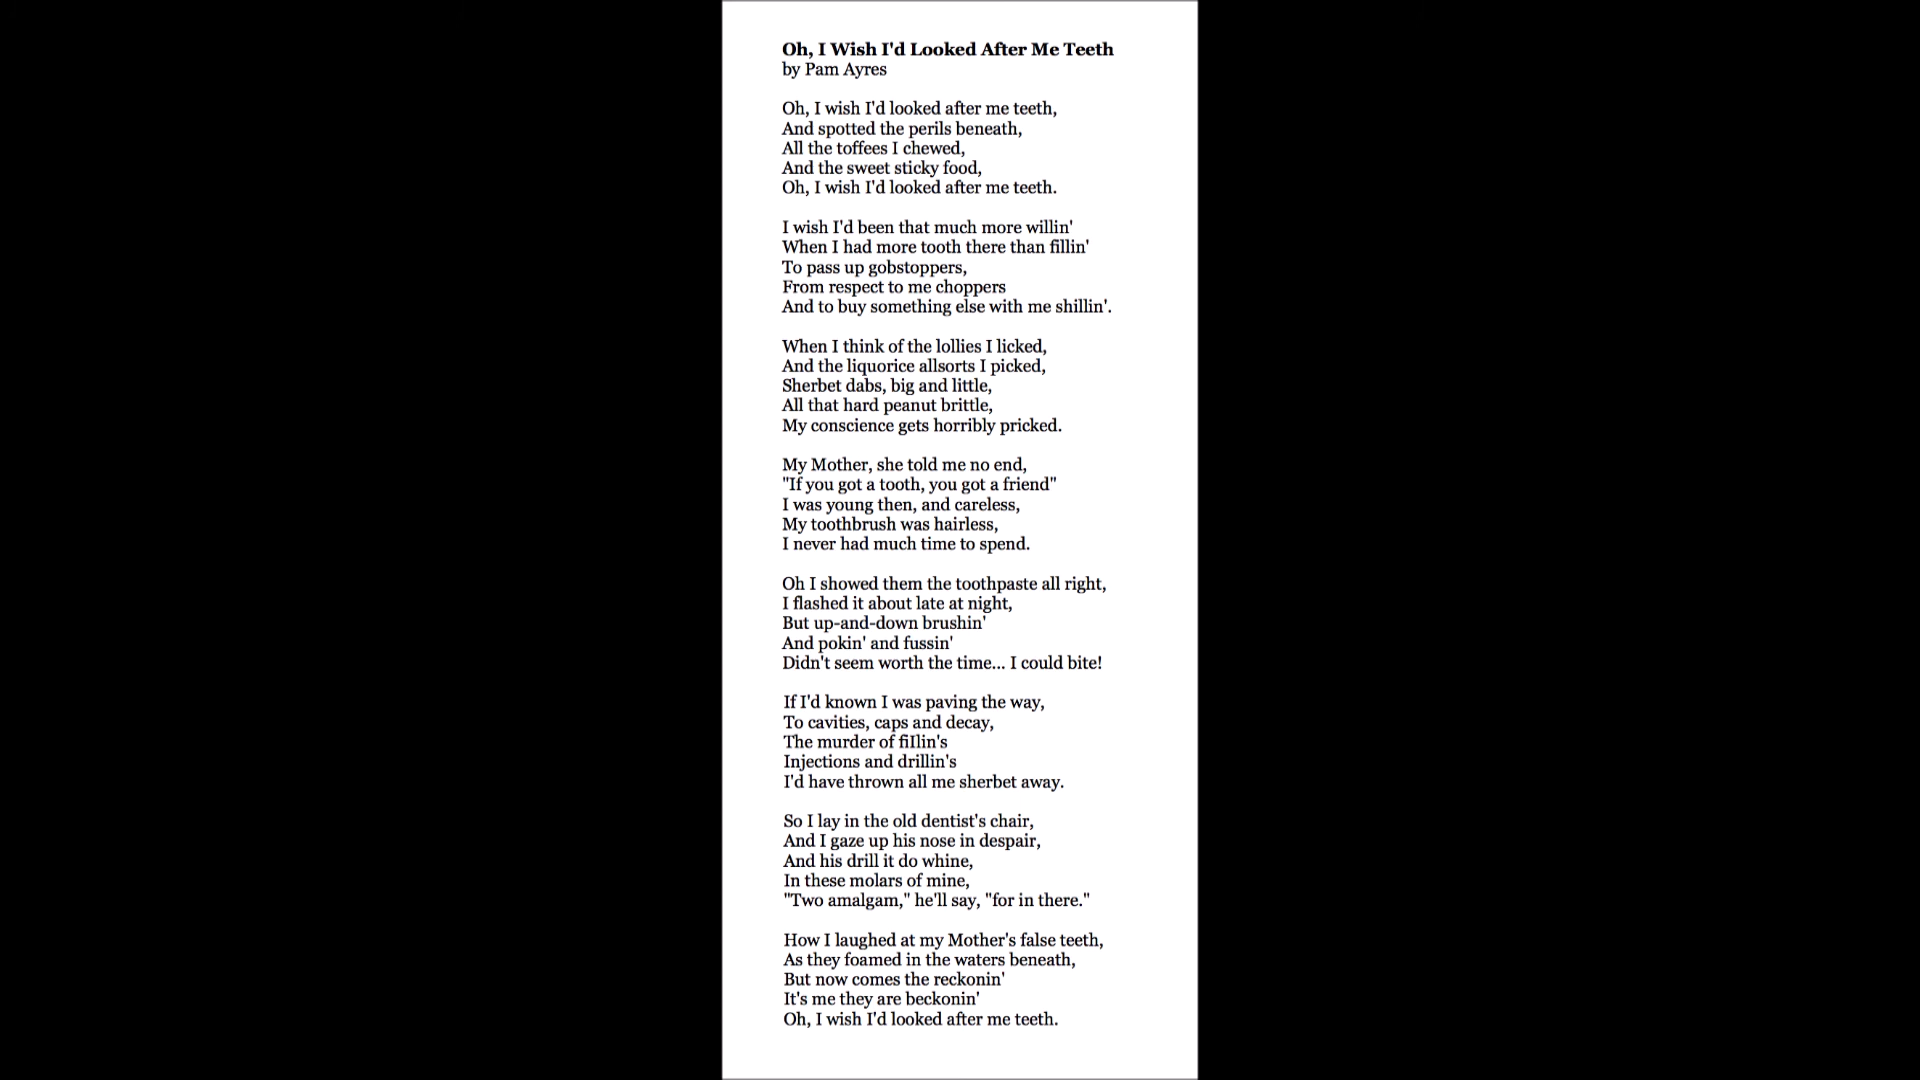 Oh, I Wish I'd Looked After Me Teeth
by Pam Ayres

Oh, I wish I'd looked after me teeth,
And spotted the perils beneath,
All the toffees I chewed,
And the sweet sticky food,
Oh, I wish I'd looked after me teeth.

I wish I'd been that much more willin'
When I had more tooth there than fillin'
To pass up gobstoppers,
From respect to me choppers
And to buy something else with me shillin'.

When I think of the lollies I licked,
And the liquorice allsorts I picked,
Sherbet dabs, big and little,
All that hard peanut brittle,
My conscience gets horribly pricked.

My Mother, she told me no end,
"If you got a tooth, you got a friend"
I was young then, and careless,
My toothbrush was hairless,
I never had much time to spend.

Oh I showed them the toothpaste all right,
I flashed it about late at night,
But up-and-down brushin'
And pokin' and fussin'
Didn't seem worth the time... I could bite!

If I'd known I was paving the way,
To cavities, caps and decay,
The murder of fiIlin's
Injections and drillin's
I'd have thrown all me sherbet away.

So I lay in the old dentist's chair,
And I gaze up his nose in despair,
And his drill it do whine,
In these molars of mine,
"Two amalgam," he'll say, "for in there."

How I laughed at my Mother's false teeth,
As they foamed in the waters beneath,
But now comes the reckonin'
It's me they are beckonin'
Oh, I wish I'd looked after me teeth.